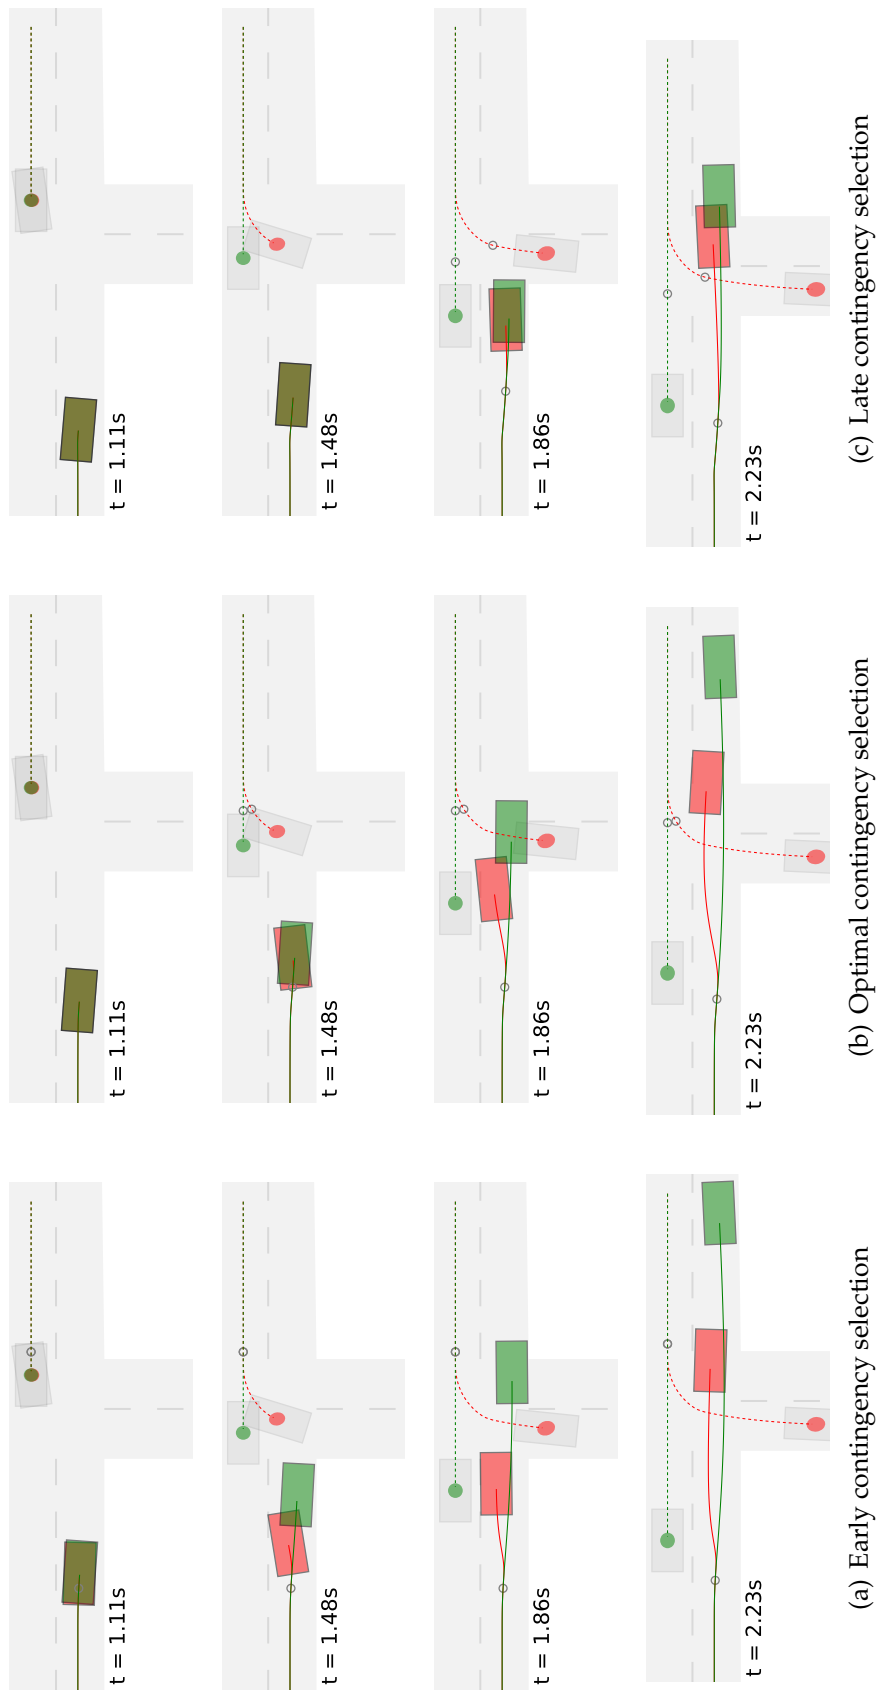 t = 1.11s
t = 1.48s
t = 1.86s
t = 2.23s
(a) Early contingency selection
t = 1.11s
t = 1.48s
t = 1.86s
t = 2.23s
(b) Optimal contingency selection
t = 1.11s
t = 1.48s
t = 1.86s
t = 2.23s
(c) Late contingency selection